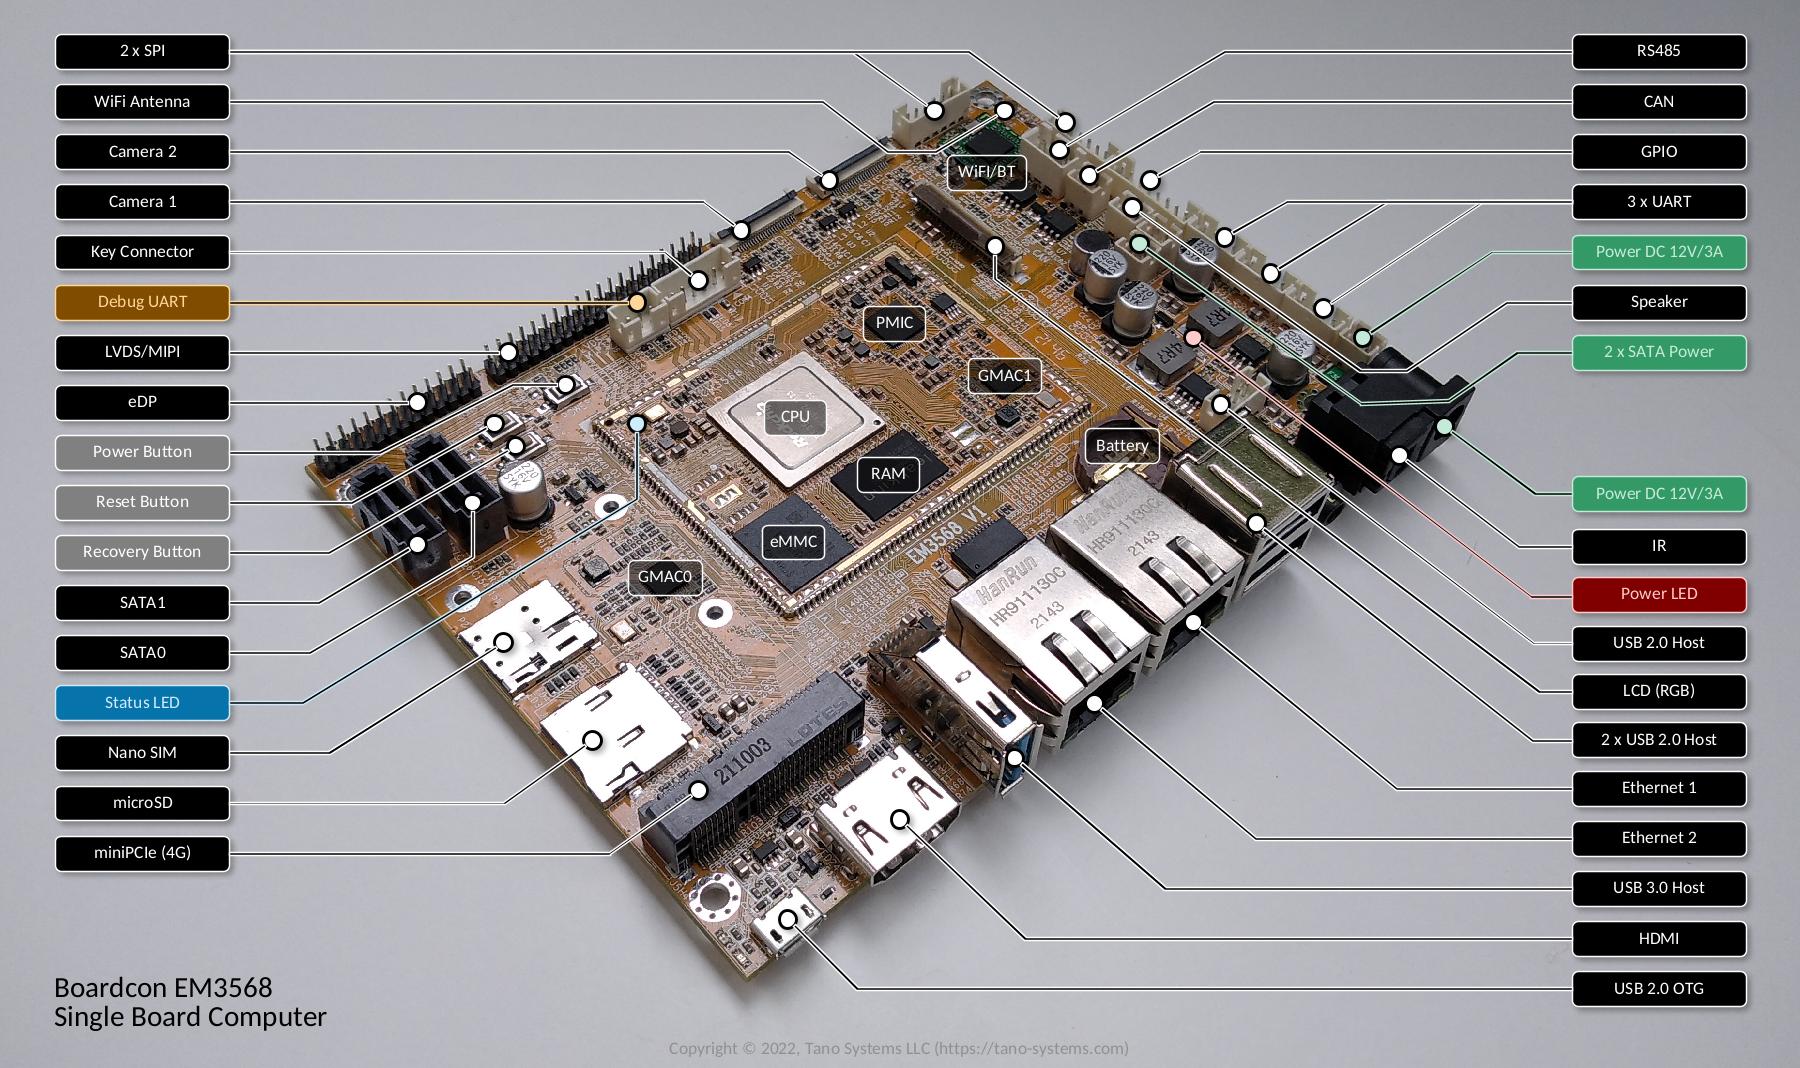 2 x SPI
WiFi Antenna
Camera 2
Camera 1
Key Connector
Debug UART
LVDS/MIPI
eDP
Power Button
Reset Button
Recovery Button
SATA1
SATA0
Status LED
Nano SIM
microSD
miniPCIe (4G)
WiFI/BT
PMIC
GMAC1
CPU
RAM
Battery
eMMC
GMAC0
EM3568 V1
HanRun
HR911130C
2143
HanRun
HR911130C
2143
211003
LOTES
4R7
4R7
RS485
CAN
GPIO
3 x UART
Power DC 12V/3A
Speaker
2 x SATA Power
Power DC 12V/3A
IR
Power LED
USB 2.0 Host
LCD (RGB)
2 x USB 2.0 Host
Ethernet 1
Ethernet 2
USB 3.0 Host
HDMI
USB 2.0 OTG
Boardcon EM3568
Single Board Computer
Copyright © 2022, Tano Systems LLC (https://tano-systems.com)